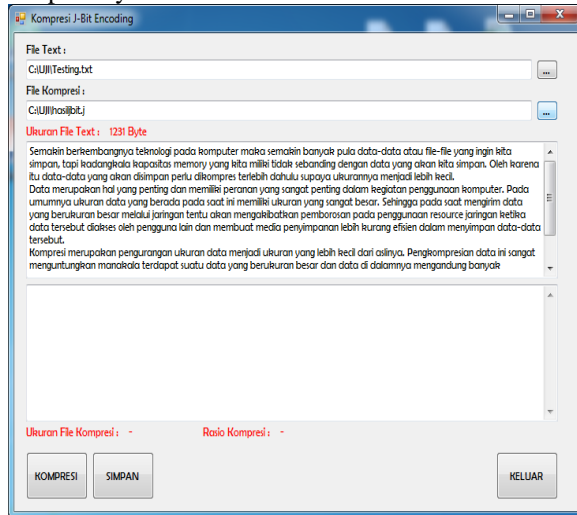 Kompresi J-Bit Encoding
File Text :
C:\UJI\Testing.txt
...
File Kompresi :
C:\UJI\hasiljbit.j
...
Ukuran File Text : 1231 Byte
Semakin berkembangnya teknologi pada komputer maka semakin banyak pula data-data atau file-file yang ingin kita
simpan, tapi kadangkala kapasitas memory yang kita miliki tidak sebanding dengan data yang akan kita simpan. Oleh karena
itu data-data yang akan disimpan perlu dikompres terlebih dahulu supaya ukurannya menjadi lebih kecil.
Data merupakan hal yang penting dan memiliki peranan yang sangat penting dalam kegiatan penggunaan komputer. Pada
umumnya ukuran data yang berada pada saat ini memiliki ukuran yang sangat besar. Sehingga pada saat mengirim data
yang berukuran besar melalui jaringan tentu akan mengakibatkan pemborosan pada penggunaan resource jaringan ketika
data tersebut diakses oleh pengguna lain dan membuat media penyimpanan lebih kurang efisien dalam menyimpan data-data
tersebut.
Kompresi merupakan pengurangan ukuran data menjadi ukuran yang lebih kecil dari aslinya. Pengkompresian data ini sangat
menguntungkan manakala terdapat suatu data yang berukuran besar dan data di dalamnya mengandung banyak
Ukuran File Kompresi : - Rasio Kompresi : -
KOMPRESI SIMPAN KELUAR